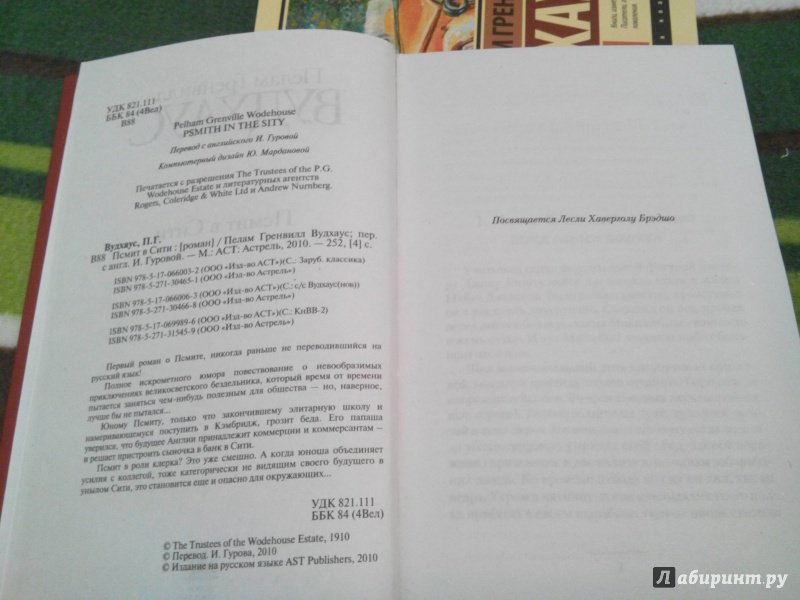 УДК 821.111
ББК 84 (4Вел)
В88
Pelham Grenville Wodehouse
PSMITH IN THE SITY
Перевод с английского И. Гуровой
Компьютерный дизайн Ю. Мардановой
Печатается с разрешения The Trustees of the P.G.
Wodehouse Estate и литературных агентств
Rogers, Coleridge & White Ltd и Andrew Nurnberg.
Вудхаус, П.Г.
В88 Псмит в Сити : [роман] / Пелам Гренвилл Вудхаус; пер.
с англ. И. Гуровой. — М.: АСТ: Астрель, 2010. — 252, [4] с.
ISBN 978-5-17-066003-2 (ООО «Изд-во АСТ»)(С.: Заруб. классика)
ISBN 978-5-271-30465-1 (ООО «Изд-во Астрель»)
ISBN 978-5-17-066006-3 (ООО «Изд-во АСТ»)(С.: с/с Вудхаус(нов))
ISBN 978-5-271-30466-8 (ООО «Изд-во Астрель»)
ISBN 978-5-17-069989-6 (ООО «Изд-во АСТ»)(С.: КнВВ-2)
ISBN 978-5-271-31545-9 (ООО «Изд-во Астрель»)
Первый роман о Псмите, никогда раньше не переводившийся на
русский язык!
Полное искрометного юмора повествование о невообразимых
приключениях великосветского бездельника, который время от времени
пытается заняться чем-нибудь полезным для общества — но, наверное,
лучше бы не пытался...
Юному Псмиту, только что закончившему элитарную школу и
намеривающемуся поступить в Кэмбридж, грозит беда. Его папаша
уверился, что будущее Англии принадлежит коммерции и коммерсантам —
и решает пристроить сыночка в банк в Сити.
Псмит в роли клерка? Это уже смешно. А когда юноша объединяет
усилия с коллегой, тоже категорически не видящим своего будущего в
унылом Сити, это становится еще и опасно для окружающих...
УДК 821.111
ББК 84 (4Вел)
© The Trustees of the Wodehouse Estate, 1910
© Перевод. И. Гурова, 2010
© Издание на русском языке AST Publishers, 2010
Посвящается Лесли Хаверголу Брэдшо
Лабиринт.ру